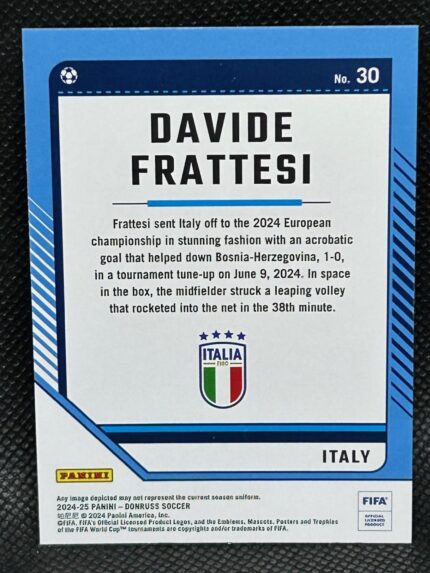 No. 30
DAVIDE
FRATTESI
Frattesi sent Italy off to the 2024 European
championship in stunning fashion with an acrobatic
goal that helped down Bosnia-Herzegovina, 1-0,
in a tournament tune-up on June 9, 2024. In space
in the box, the midfielder struck a leaping volley
that rocketed into the net in the 38th minute.
ITALIA
FIGC
ITALY
PANINI
Any image depicted may not represent the current season uniform.
2024-25 PANINI – DONRUSS SOCCER
帕尼尼 © 2024 Panini America, Inc.
©FIFA, FIFA's Official Licensed Product Logos, and the Emblems, Mascots, Posters and Trophies
of the FIFA World Cup™ tournaments are copyrights and/or trademarks of FIFA.
FIFA®
OFFICIAL
LICENSED
PRODUCT